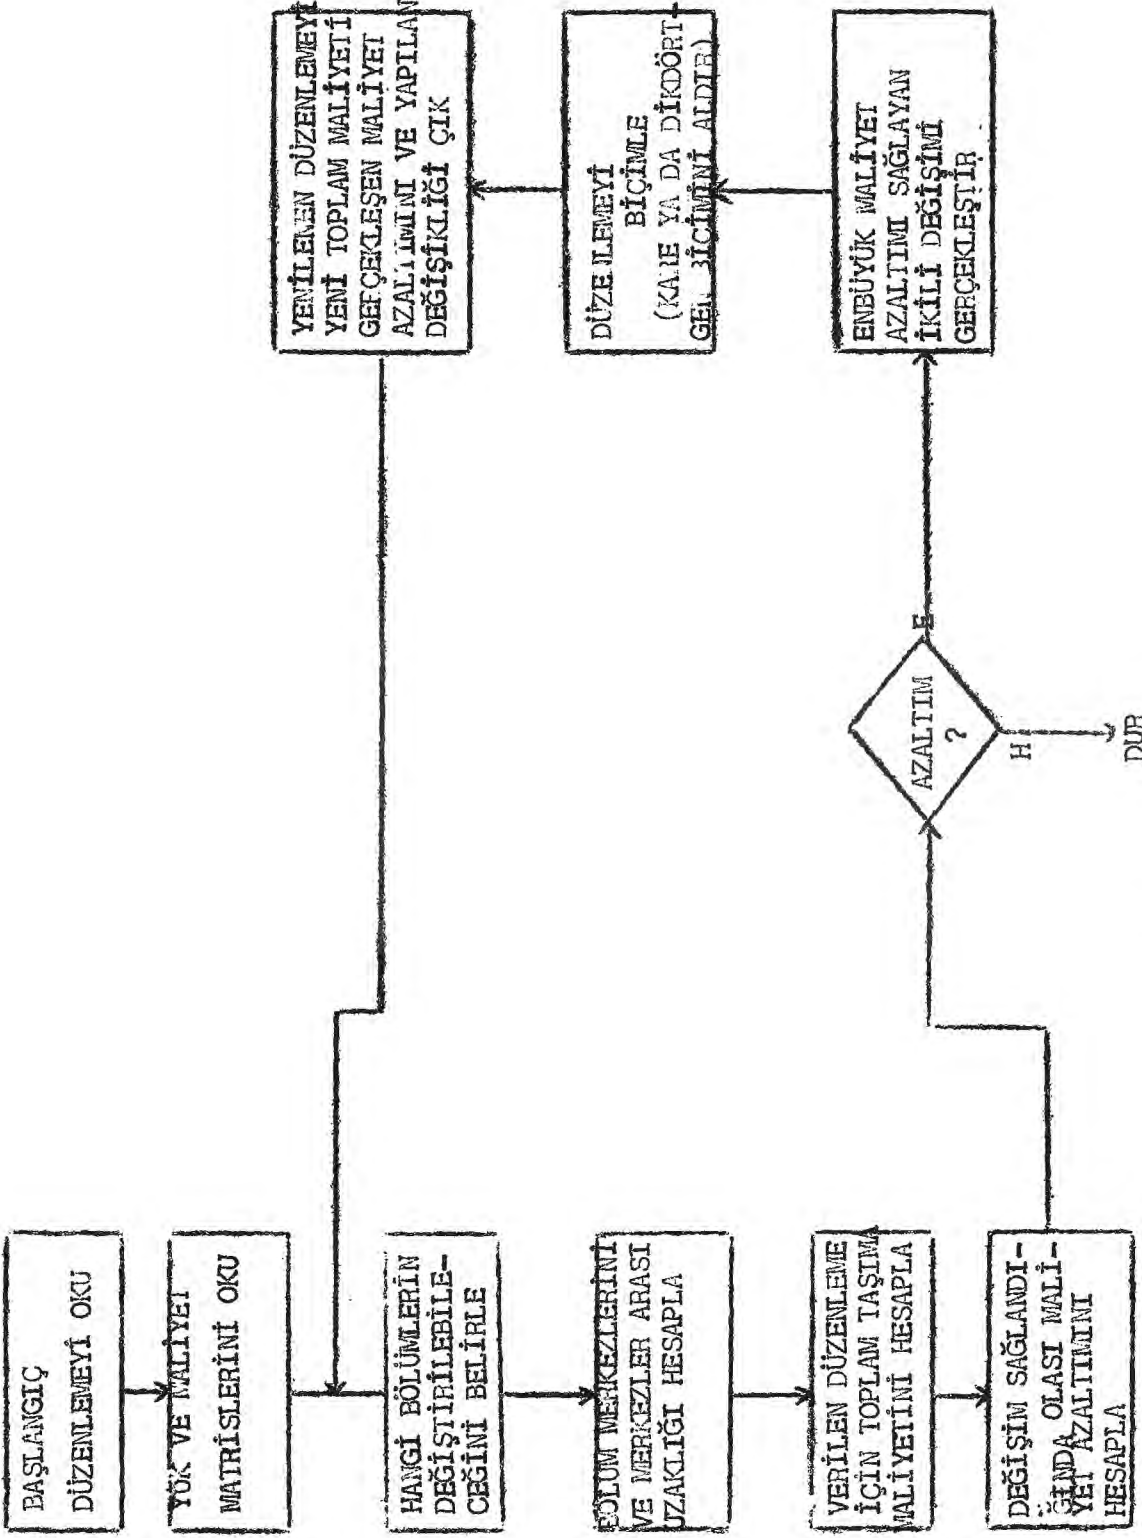 BAŞLANGIÇ
DÜZENLEMEYİ OKU
YÜK VE MALİYET
MATRİSLERİNİ OKU
HANGİ BÖLÜMLERİN
DEĞİŞTİRİLEBİLE-
CEĞİNİ BELİRLE
BÖLÜM MERKEZLERİNİ
VE MERKEZLER ARASI
UZAKLIĞI HESAPLA
VERİLEN DÜZENLEME
İÇİN TOPLAM TAŞIMA
MALİYETİNİ HESAPLA
DEĞİŞİM SAĞLANDI-
ĞINDA OLASI MALİ-
YET AZALTIMINI
HESAPLA
AZALTIM
?
E
H
DUR
ENBÜYÜK MALİYET
AZALTIMI SAĞLAYAN
İKİLİ DEĞİŞİMİ
GERÇEKLEŞTİR
DÜZENLEMEYİ
BİÇİMLE
(KARE YA DA DİKDÖRT-
GEN BİÇİMİNİ ALDIR)
YENİLENEN DÜZENLEMEYİ
YENİ TOPLAM MALİYETİ
GERÇEKLEŞEN MALİYET
AZALTIMINI VE YAPILAN
DEĞİŞİKLİĞİ ÇIK